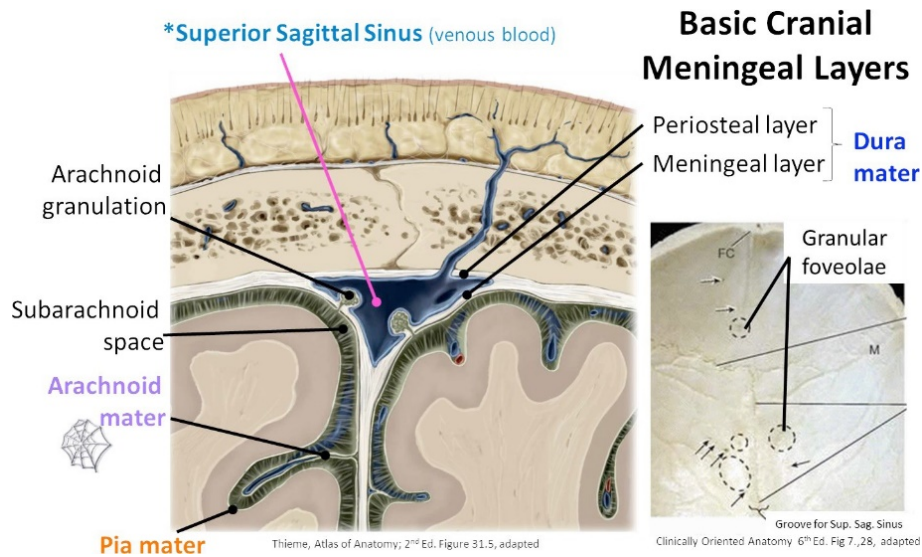 *Superior Sagittal Sinus (venous blood)
Basic Cranial
Meningeal Layers
Periosteal layer
Meningeal layer
Dura
mater
Arachnoid
granulation
Subarachnoid
space
Arachnoid
mater
Pia mater
Granular
foveolae
FC
M
Groove for Sup. Sag. Sinus
Thieme, Atlas of Anatomy; 2nd Ed. Figure 31.5, adapted
Clinically Oriented Anatomy 6th Ed. Fig 7.,28, adapted